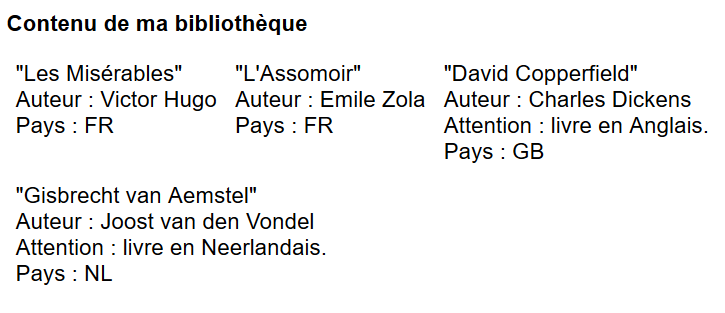 Contenu de ma bibliothèque
"Les Misérables"
Auteur : Victor Hugo
Pays : FR
"L'Assomoir"
Auteur : Emile Zola
Pays : FR
"David Copperfield"
Auteur : Charles Dickens
Attention : livre en Anglais.
Pays : GB
"Gisbrecht van Aemstel"
Auteur : Joost van den Vondel
Attention : livre en Neerlandais.
Pays : NL